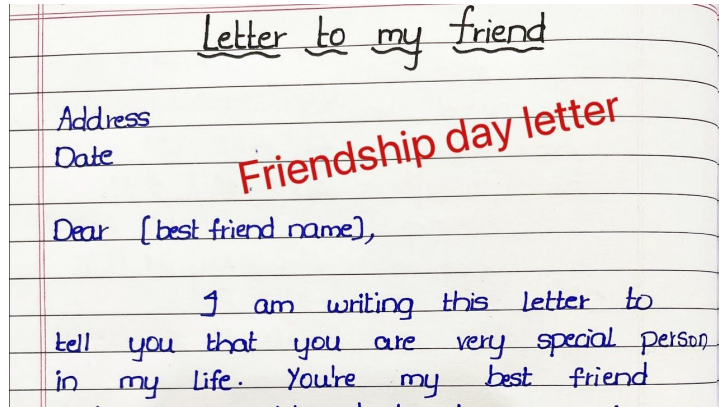 Letter to my friend
Address
Date
Friendship day letter
Dear [best friend name],
I am writing this letter to
tell you that you are very special person
in my life. You're my best friend